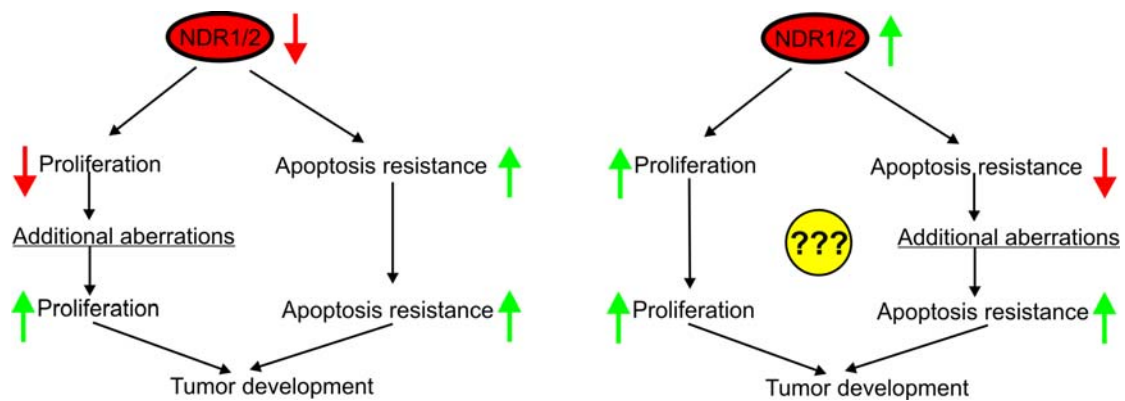 NDR1/2
Proliferation
Apoptosis resistance
Additional aberrations
Proliferation
Apoptosis resistance
Tumor development
NDR1/2
Proliferation
Apoptosis resistance
???
Additional aberrations
Proliferation
Apoptosis resistance
Tumor development